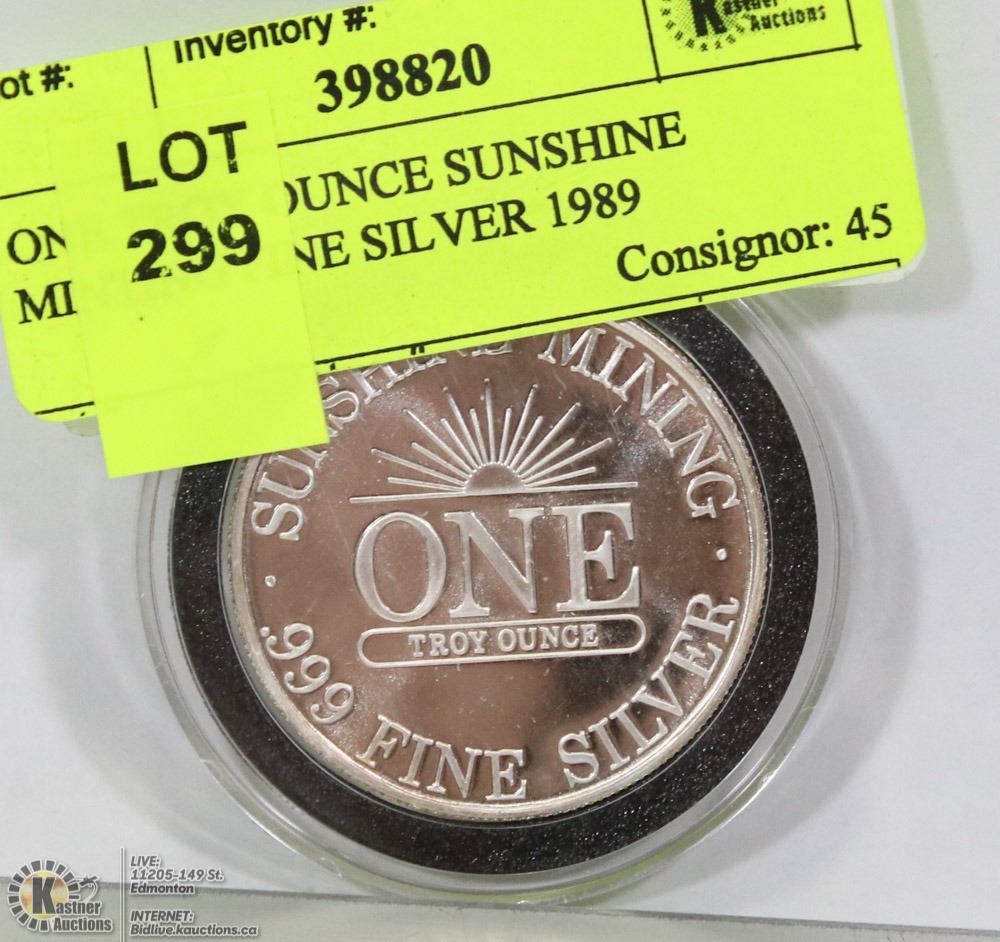 ot #:
Inventory #:
398820
Kastner
Auctions
LOT
299
ON OUNCE SUNSHINE
MI NE SILVER 1989
Consignor: 45
SUNSHINE MINING
ONE
TROY OUNCE
.999 FINE SILVER
Kastner
Auctions
LIVE:
11205-149 St.
Edmonton
INTERNET:
Bidlive.kauctions.ca